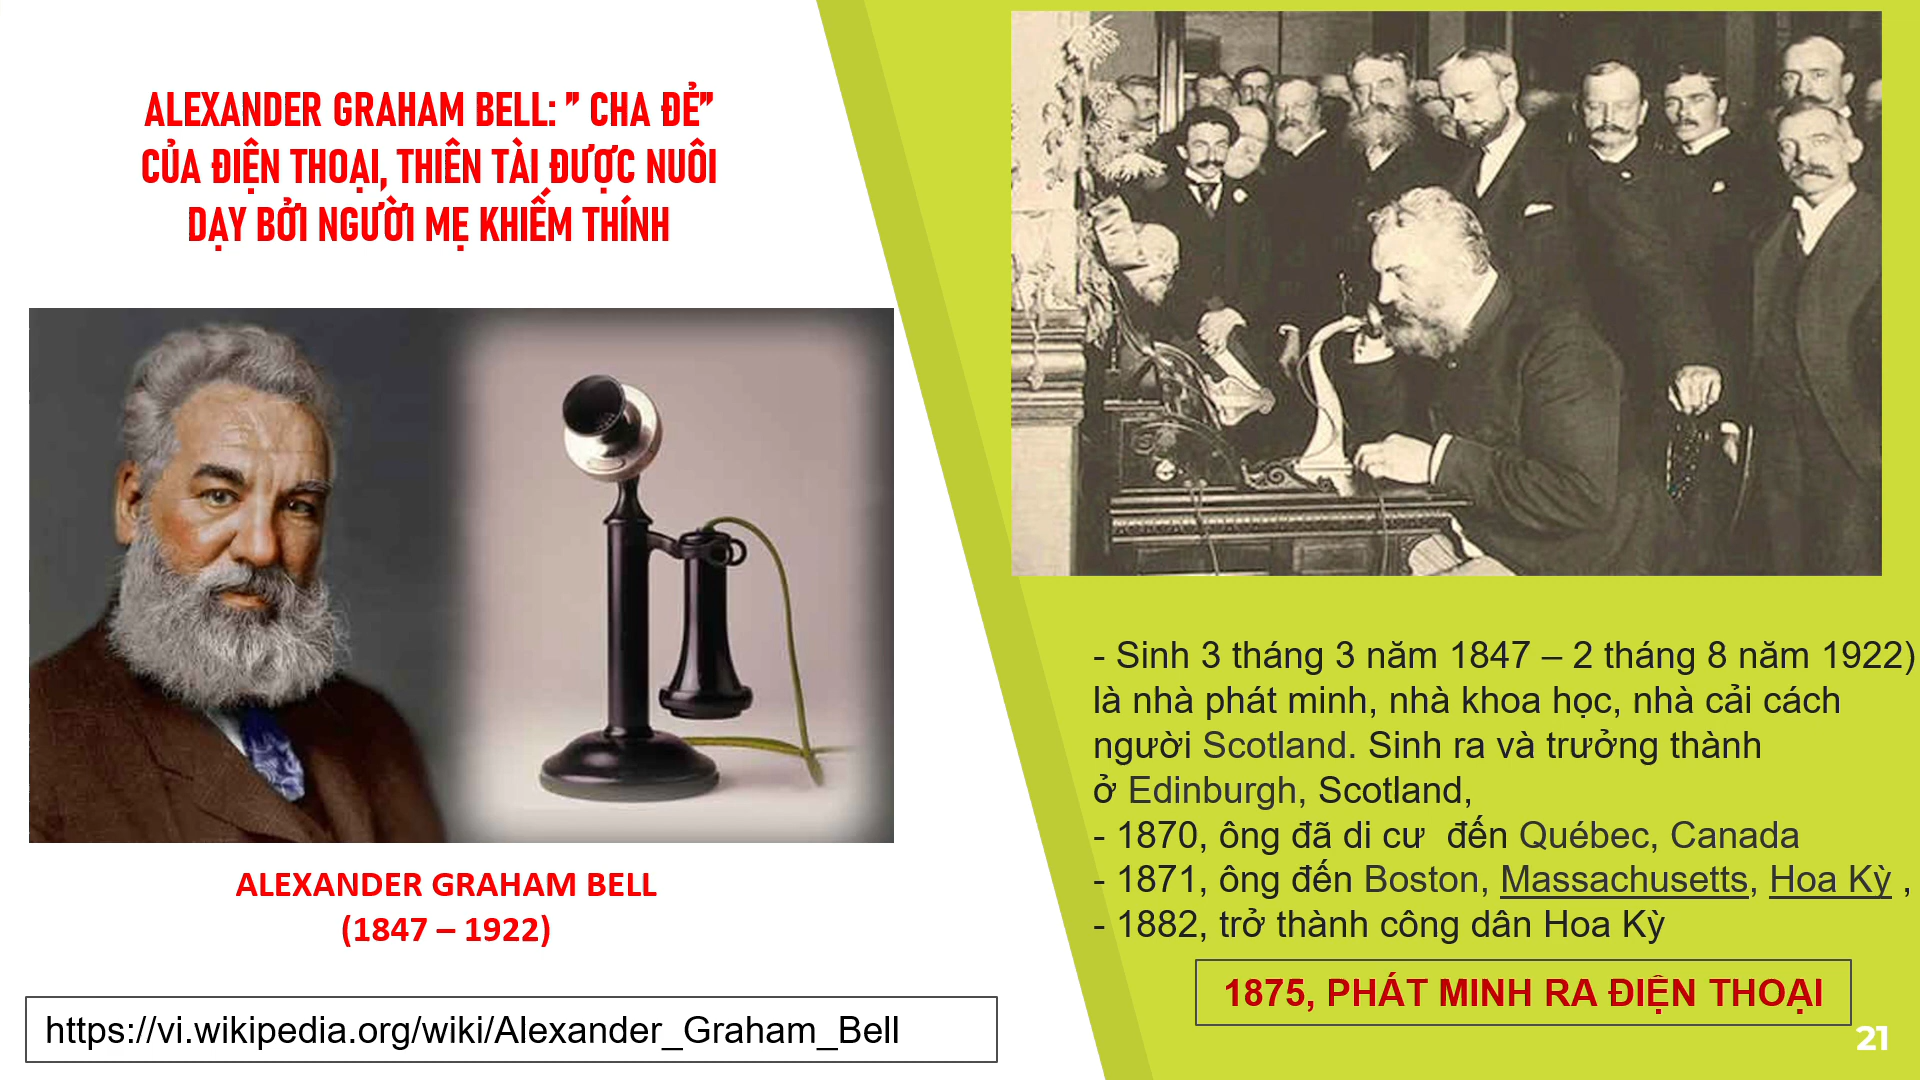 ALEXANDER GRAHAM BELL: ” CHA ĐẺ”
CỦA ĐIỆN THOẠI, THIÊN TÀI ĐƯỢC NUÔI
DẠY BỞI NGƯỜI MẸ KHIẾM THÍNH
ALEXANDER GRAHAM BELL
(1847 – 1922)
https://vi.wikipedia.org/wiki/Alexander_Graham_Bell
- Sinh 3 tháng 3 năm 1847 – 2 tháng 8 năm 1922)
là nhà phát minh, nhà khoa học, nhà cải cách
người Scotland. Sinh ra và trưởng thành
ở Edinburgh, Scotland,
- 1870, ông đã di cư  đến Québec, Canada
- 1871, ông đến Boston, Massachusetts, Hoa Kỳ ,
- 1882, trở thành công dân Hoa Kỳ
1875, PHÁT MINH RA ĐIỆN THOẠI
21